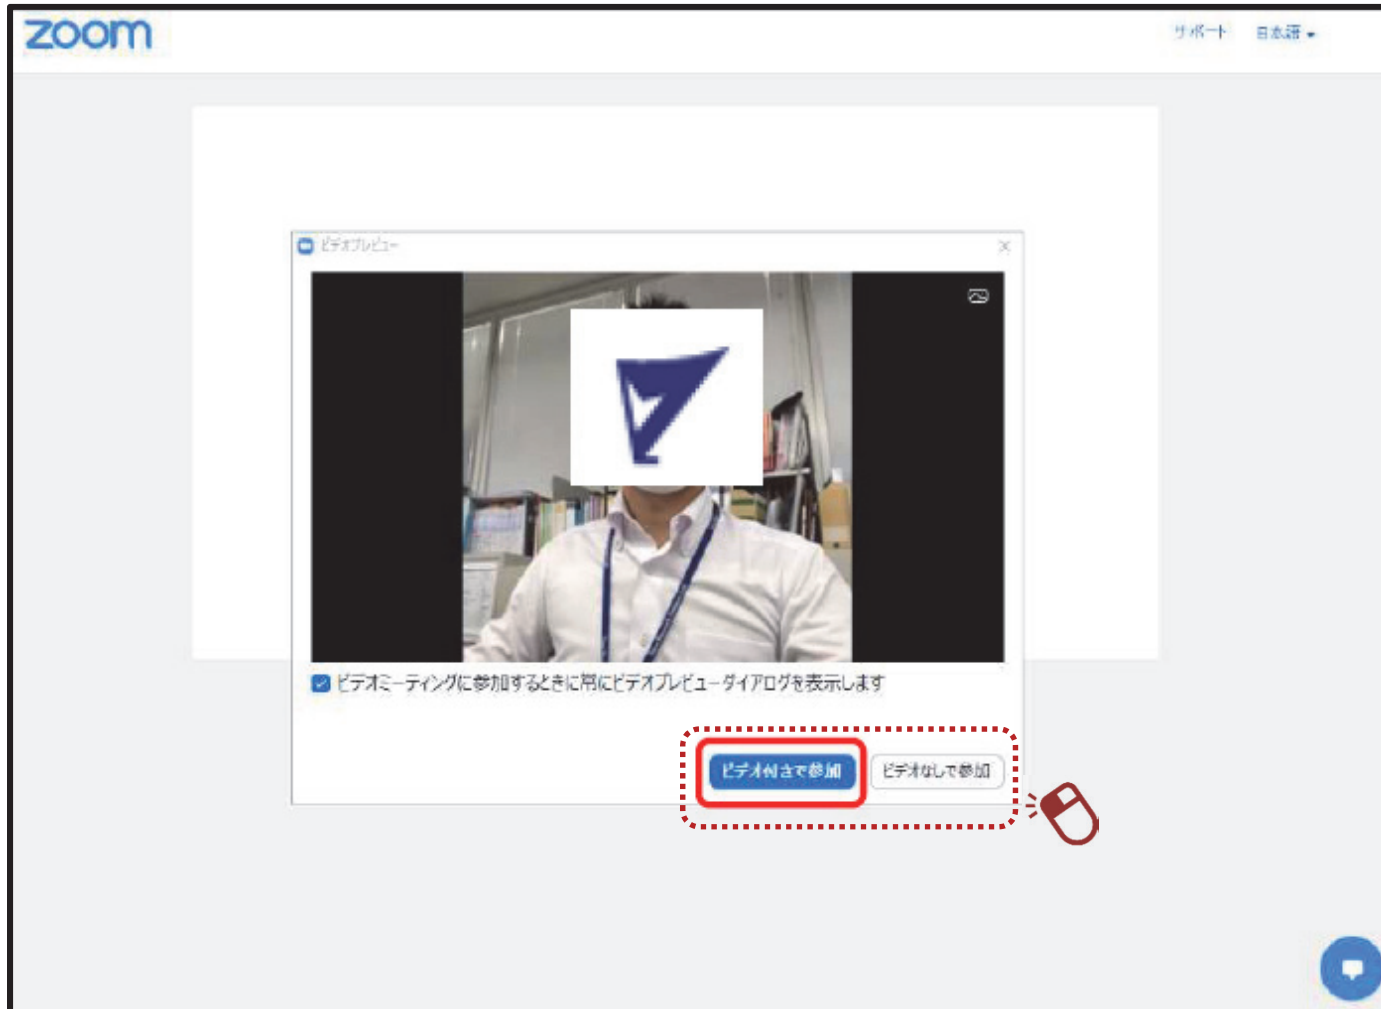 zoom
サポート 日本語
ビデオプレビュー
ビデオミーティングに参加するときに常にビデオプレビューダイアログを表示します
ビデオ付きで参加 ビデオなしで参加